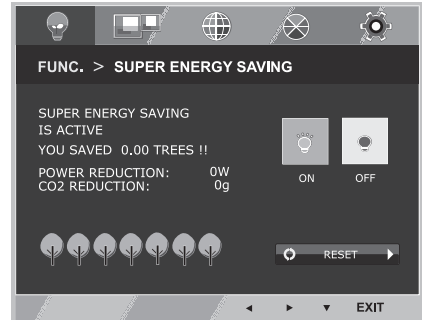 FUNC. > SUPER ENERGY SAVING
SUPER ENERGY SAVING
IS ACTIVE
YOU SAVED 0.00 TREES !!
POWER REDUCTION: 0W
CO2 REDUCTION: 0g
ON OFF
RESET
EXIT